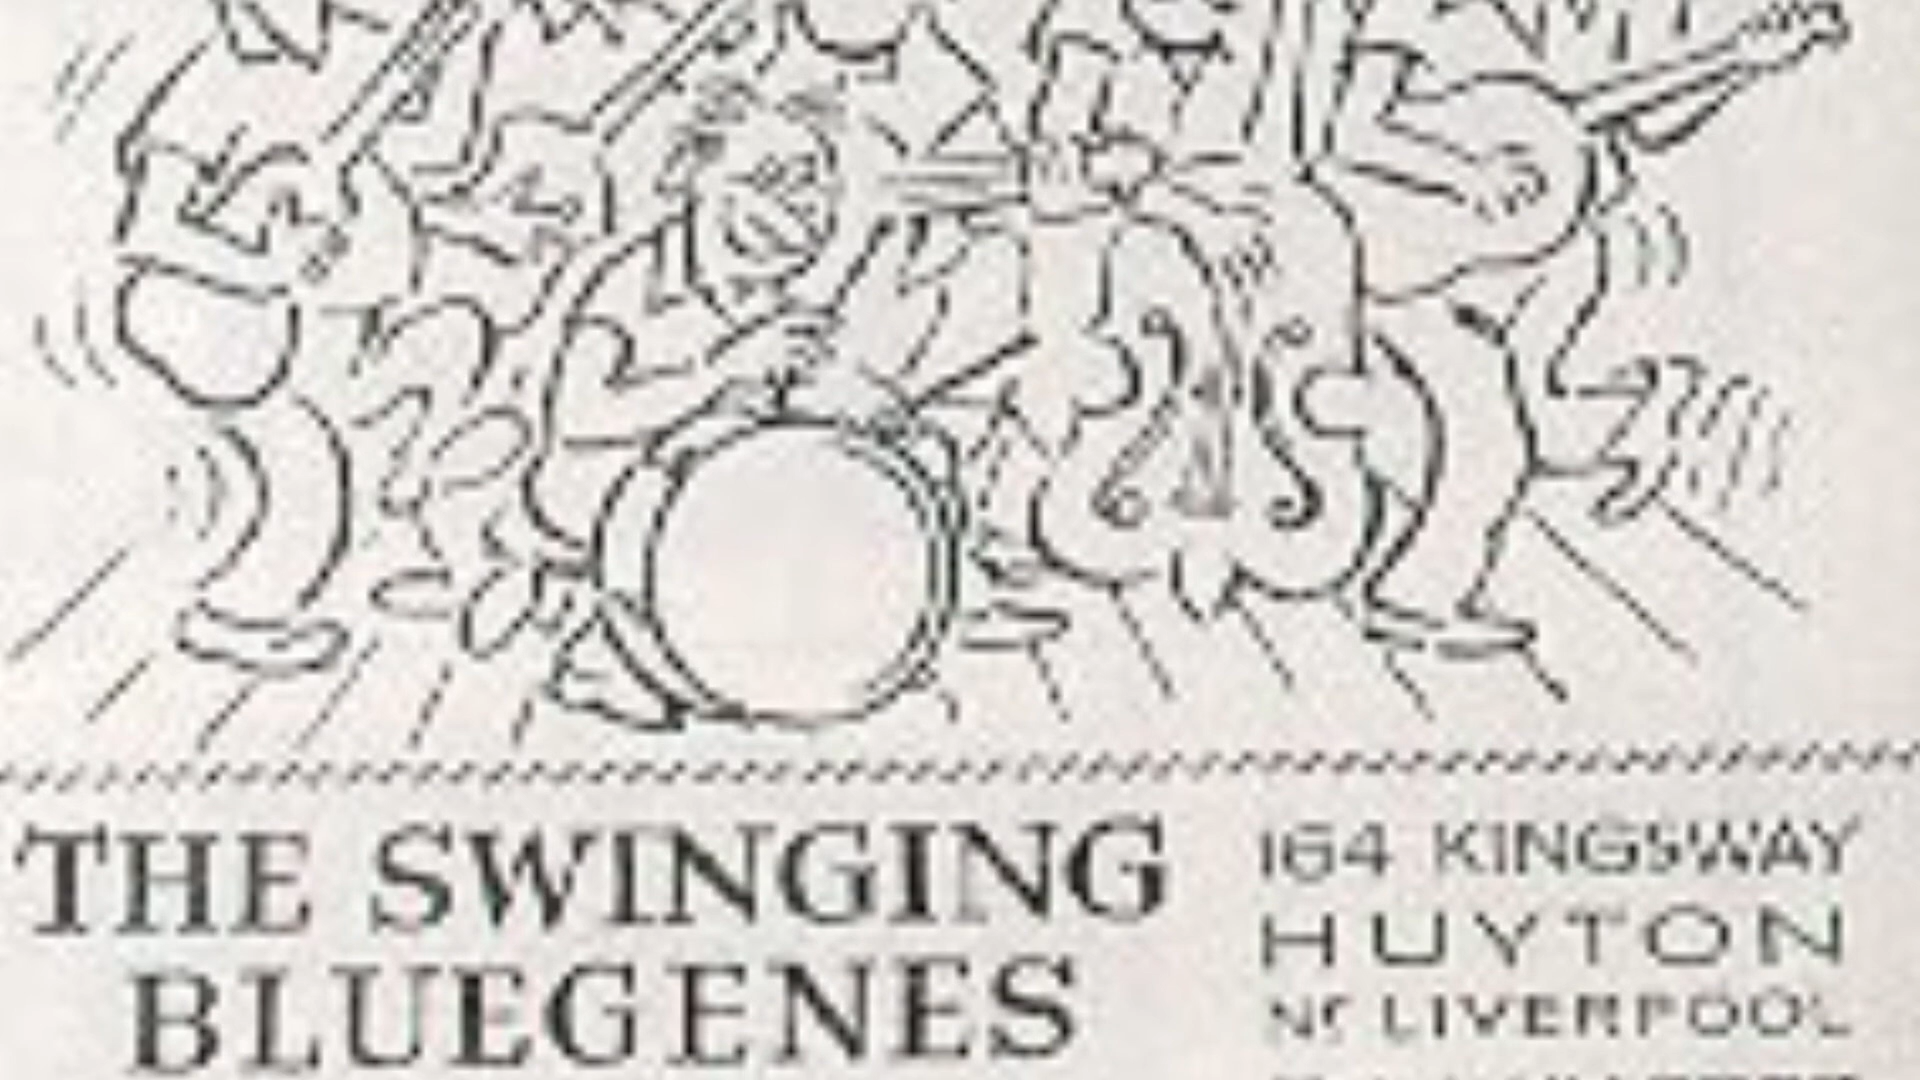 THE SWINGING
BLUEGENES
164 KINGSWAY
HUYTON
Nr LIVERPOOL